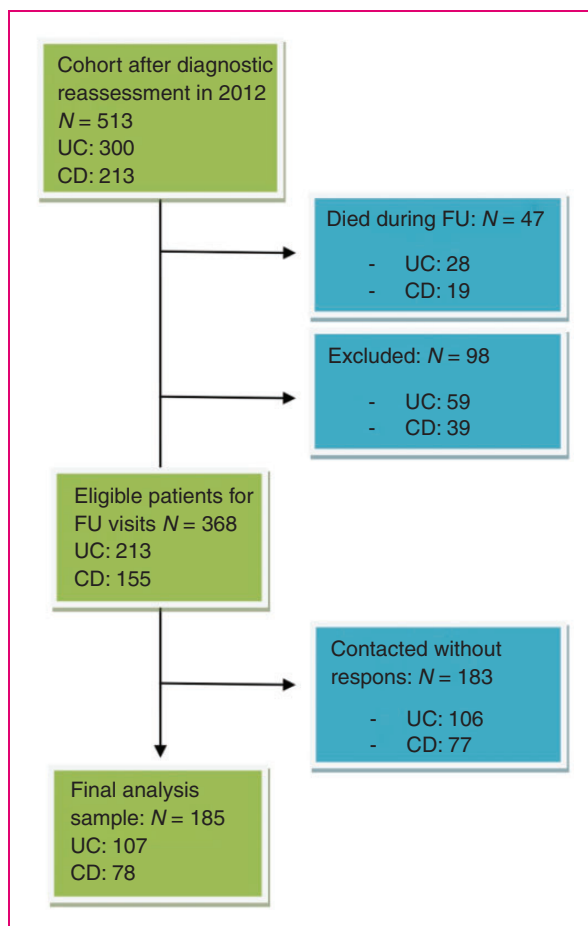 Cohort after diagnostic
reassessment in 2012
N = 513
UC: 300
CD: 213
Died during FU: N = 47
- UC: 28
- CD: 19
Excluded: N = 98
- UC: 59
- CD: 39
Eligible patients for
FU visits N = 368
UC: 213
CD: 155
Contacted without
respons: N = 183
- UC: 106
- CD: 77
Final analysis
sample: N = 185
UC: 107
CD: 78